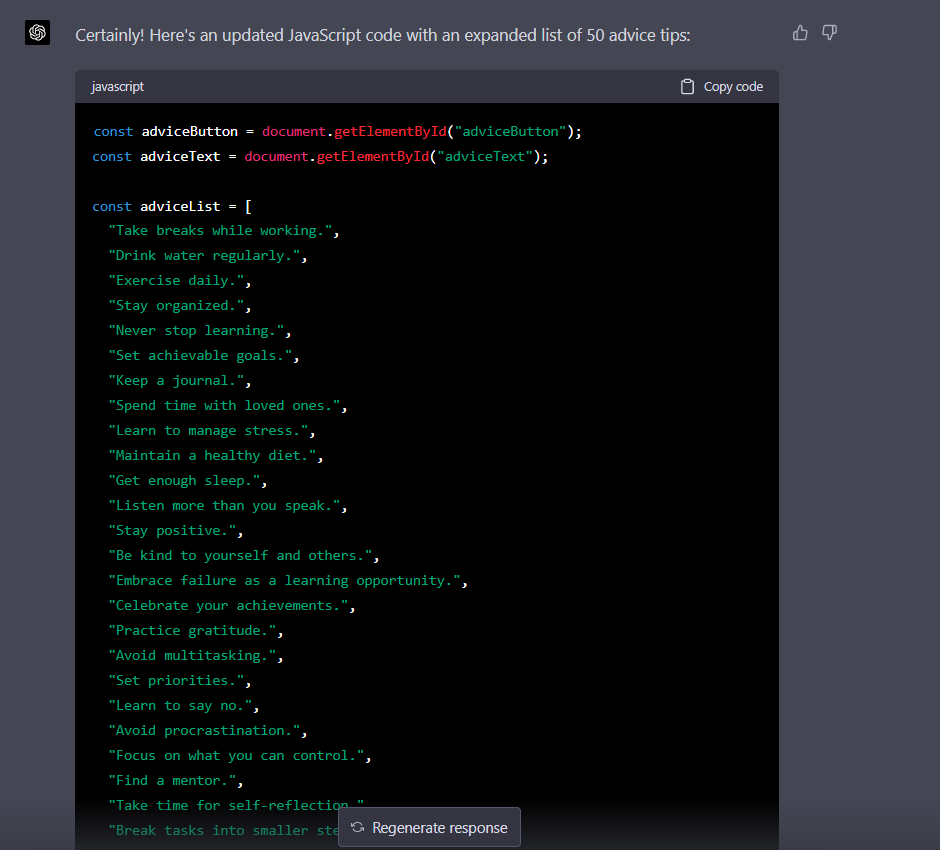 Certainly! Here's an updated JavaScript code with an expanded list of 50 advice tips:
javascript
Copy code
const adviceButton = document.getElementById("adviceButton");
const adviceText = document.getElementById("adviceText");
const adviceList = [
"Take breaks while working.",
"Drink water regularly.",
"Exercise daily.",
"Stay organized.",
"Never stop learning.",
"Set achievable goals.",
"Keep a journal.",
"Spend time with loved ones.",
"Learn to manage stress.",
"Maintain a healthy diet.",
"Get enough sleep.",
"Listen more than you speak.",
"Stay positive.",
"Be kind to yourself and others.",
"Embrace failure as a learning opportunity.",
"Celebrate your achievements.",
"Practice gratitude.",
"Avoid multitasking.",
"Set priorities.",
"Learn to say no.",
"Avoid procrastination.",
"Focus on what you can control.",
"Find a mentor.",
"Take time for self-reflection."
"Break tasks into smaller
Regenerate response